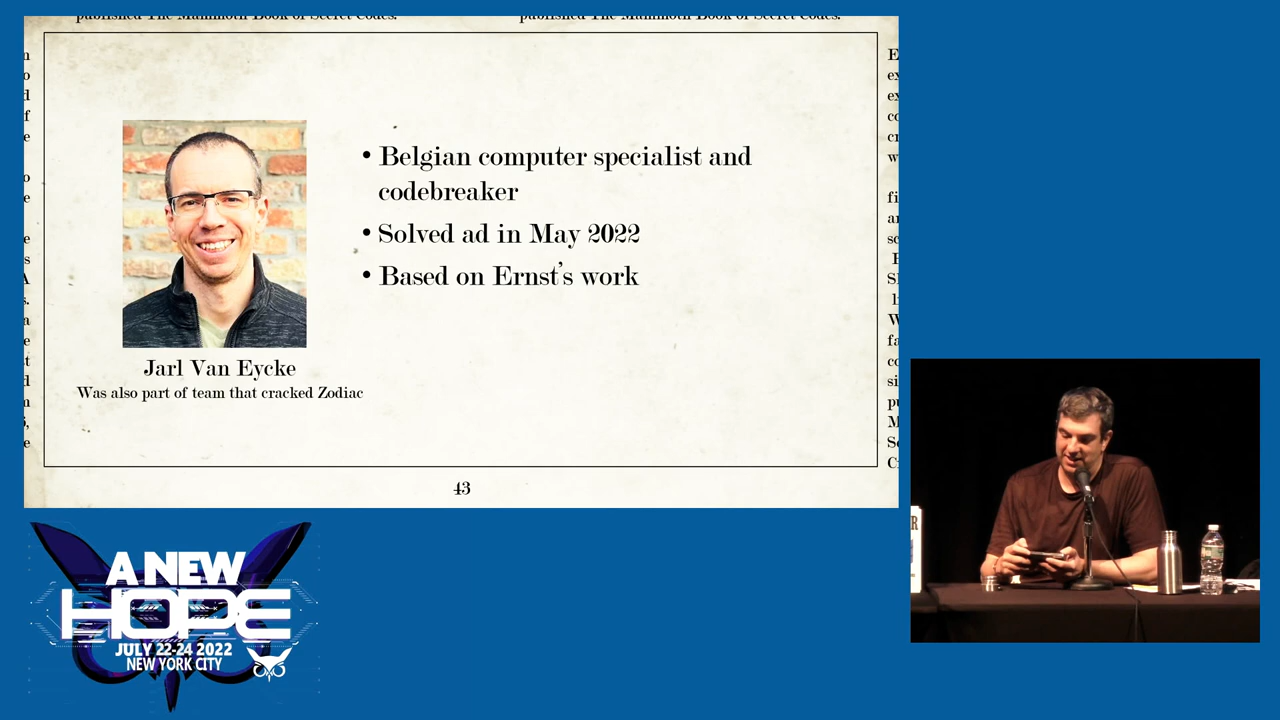 published The Mammoth Book of Secret Codes.
published The Mammoth Book of Secret Codes.
• Belgian computer specialist and
codebreaker
• Solved ad in May 2022
• Based on Ernst's work
Jarl Van Eycke
Was also part of team that cracked Zodiac
43
A NEW
HOPE
JULY 22-24 2022
NEW YORK CITY